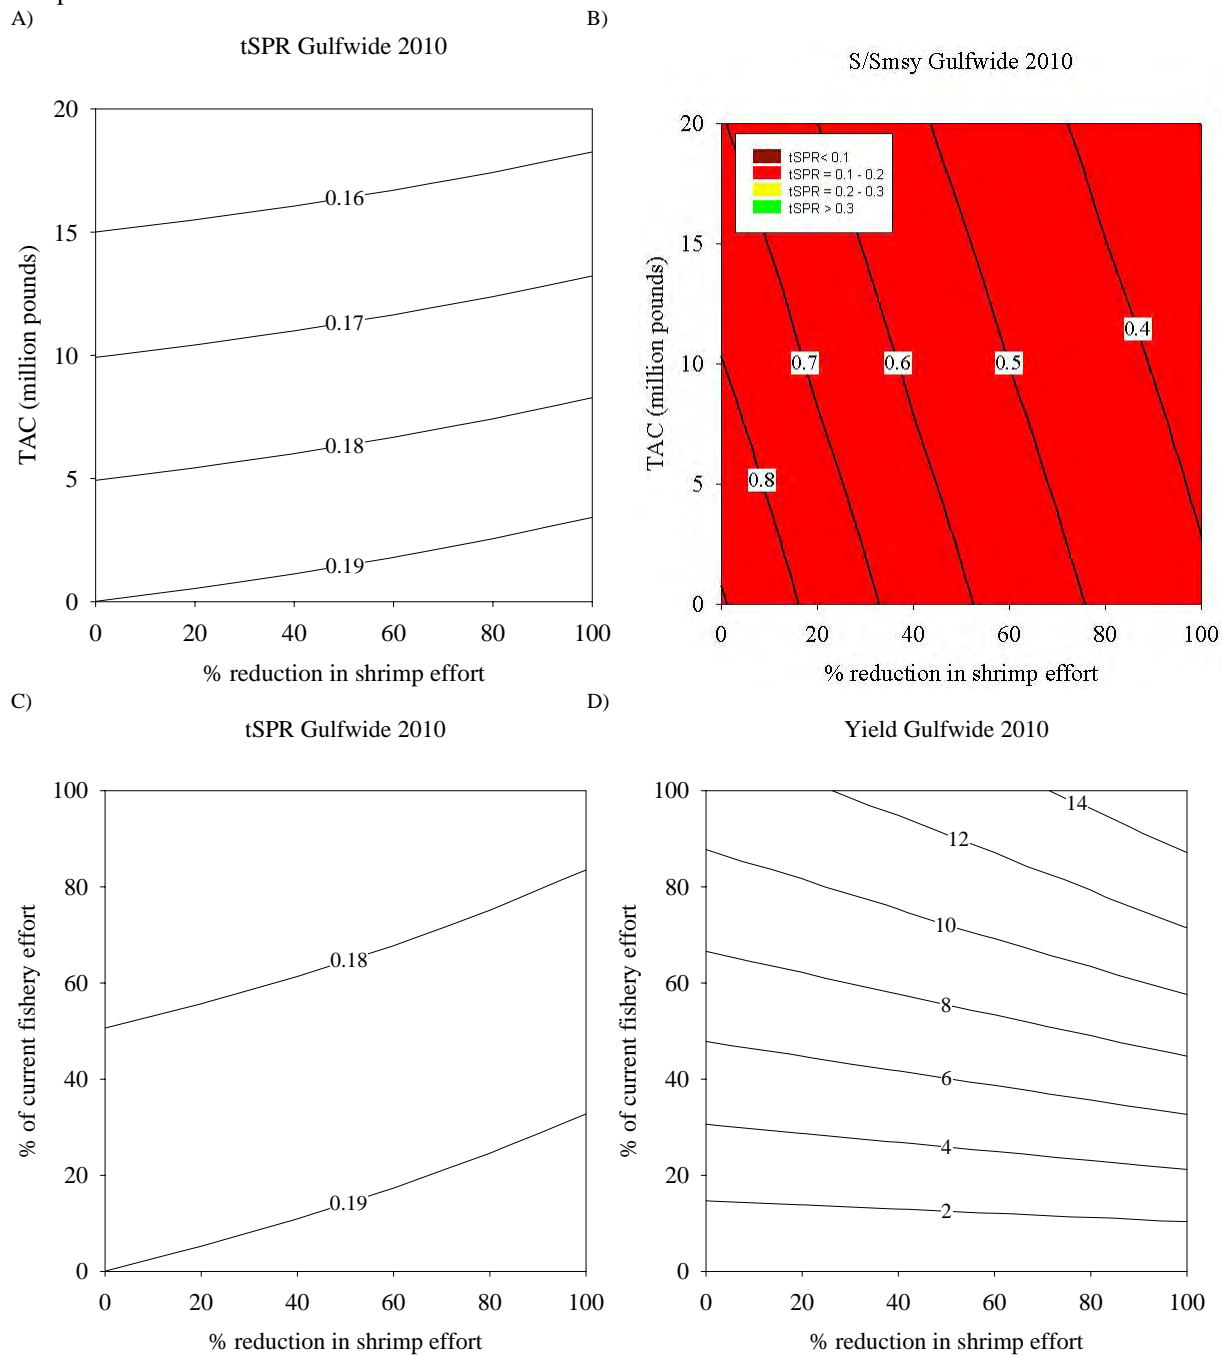 A)
tSPR Gulfwide 2010
20
15
10
5
0
TAC (million pounds)
0.16
0.17
0.18
0.19
0 20 40 60 80 100
% reduction in shrimp effort
B)
S/Smsy Gulfwide 2010
tSPR< 0.1
tSPR = 0.1 - 0.2
tSPR = 0.2 - 0.3
tSPR > 0.3
20
15
10
5
0
TAC (million pounds)
0.8
0.7
0.6
0.5
0.4
0 20 40 60 80 100
% reduction in shrimp effort
C)
tSPR Gulfwide 2010
100
80
60
40
20
0
% of current fishery effort
0.18
0.19
0 20 40 60 80 100
% reduction in shrimp effort
D)
Yield Gulfwide 2010
100
80
60
40
20
0
% of current fishery effort
14
12
10
8
6
4
2
0 20 40 60 80 100
% reduction in shrimp effort